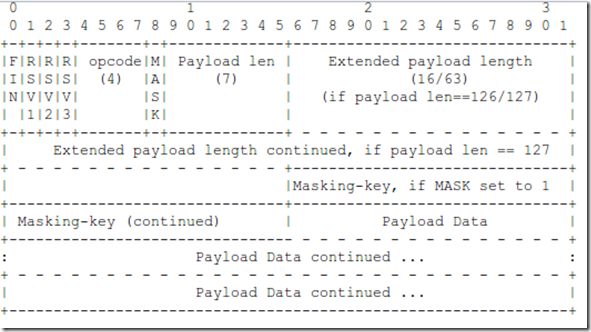 0                   1                   2                   3
0 1 2 3 4 5 6 7 8 9 0 1 2 3 4 5 6 7 8 9 0 1 2 3 4 5 6 7 8 9 0 1
+-+-+-+-+-------+-+-------------+-------------------------------+
|F|R|R|R| opcode|M| Payload len |    Extended payload length    |
|I|S|S|S|  (4)  |A|     (7)     |             (16/63)           |
|N|V|V|V|       |S|             |   (if payload len==126/127)   |
| |1|2|3|       |K|             |                               |
+-+-+-+-+-------+-+-------------+ - - - - - - - - - - - - - - - +
|     Extended payload length continued, if payload len == 127  |
+ - - - - - - - - - - - - - - - +-------------------------------+
|                               |Masking-key, if MASK set to 1  |
+-------------------------------+-------------------------------+
| Masking-key (continued)       |          Payload Data         |
+-------------------------------- - - - - - - - - - - - - - - - +
:                     Payload Data continued ...                :
+ - - - - - - - - - - - - - - - - - - - - - - - - - - - - - - - +
|                     Payload Data continued ...                |
+---------------------------------------------------------------+